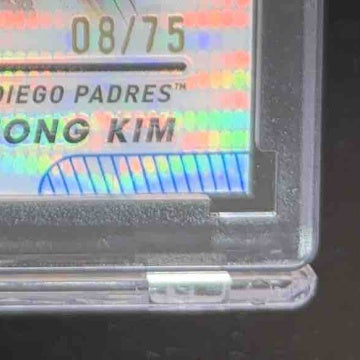 08/75
DIEGO PADRES™
ONG KIM